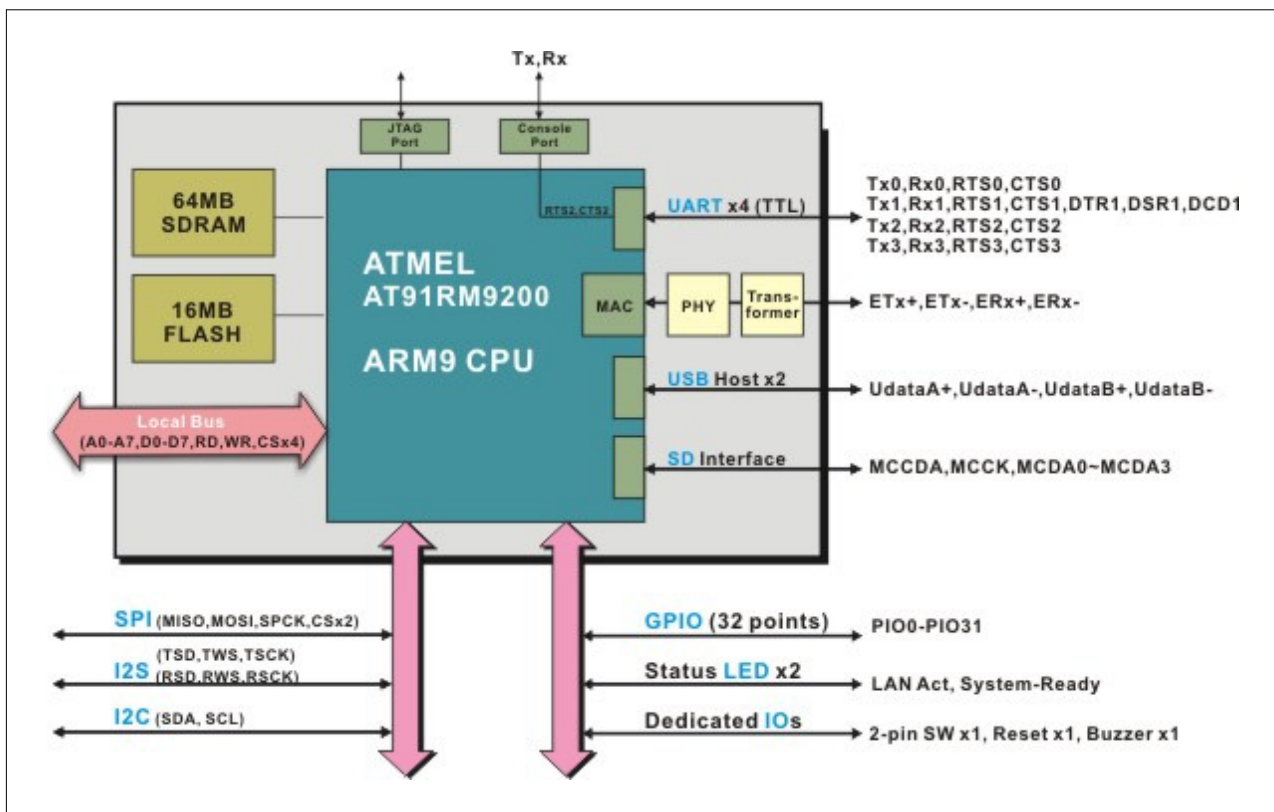 Tx,Rx
JTAG
Port
Console
Port
64MB
SDRAM
16MB
FLASH
RTS2,CTS2
ATMEL
AT91RM9200
ARM9 CPU
UART x4 (TTL)
Tx0,Rx0,RTS0,CTS0
Tx1,Rx1,RTS1,CTS1,DTR1,DSR1,DCD1
Tx2,Rx2,RTS2,CTS2
Tx3,Rx3,RTS3,CTS3
MAC
PHY
Trans-
former
ETx+,ETx-,ERx+,ERx-
USB Host x2
UdataA+,UdataA-,UdataB+,UdataB-
Local Bus
(A0-A7,D0-D7,RD,WR,CSx4)
SD Interface
MCCDA,MCCK,MCDA0~MCDA3
SPI (MISO,MOSI,SPCK,CSx2)
(TSD,TWS,TSCK)
I2S (RSD,RWS,RSCK)
I2C (SDA, SCL)
GPIO (32 points)
PIO0-PIO31
Status LED x2
LAN Act, System-Ready
Dedicated IOs
2-pin SW x1, Reset x1, Buzzer x1